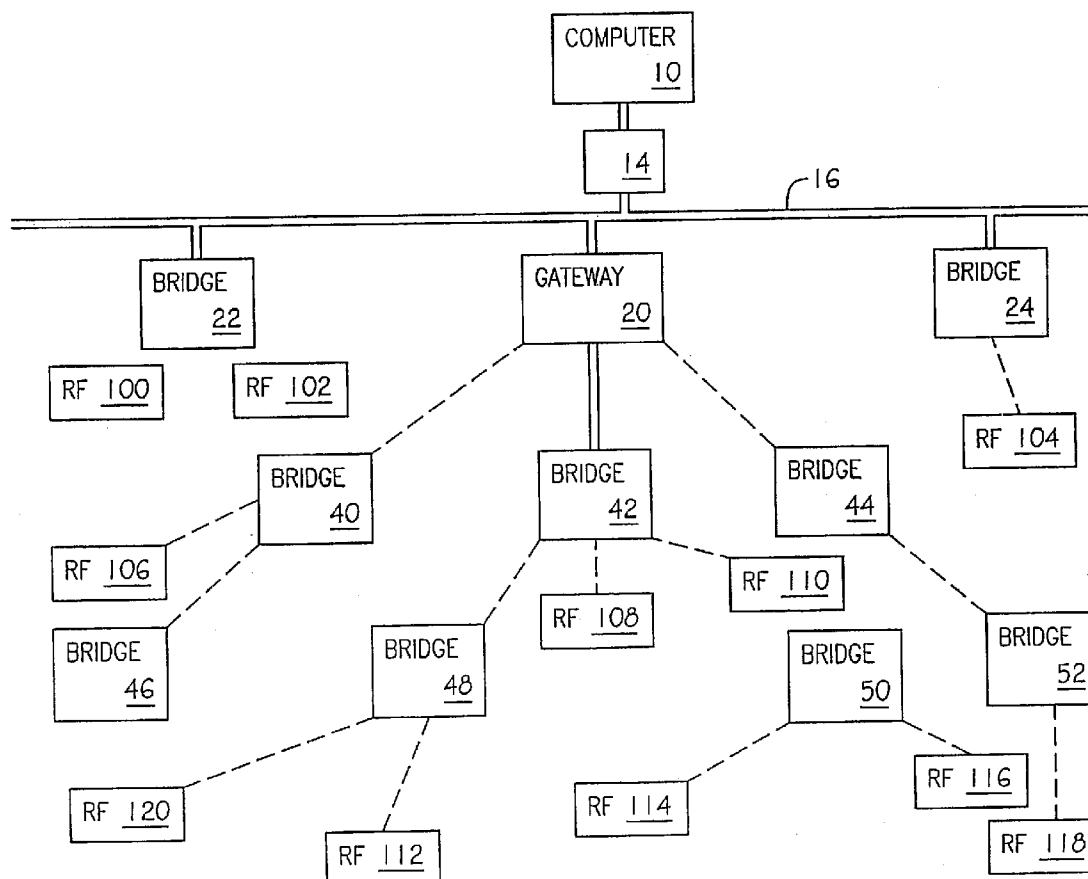 COMPUTER
10
14
16
BRIDGE
22
GATEWAY
20
BRIDGE
24
RF 100
RF 102
RF 104
BRIDGE
40
BRIDGE
42
BRIDGE
44
RF 106
RF 108
RF 110
BRIDGE
46
BRIDGE
48
BRIDGE
50
BRIDGE
52
RF 120
RF 112
RF 114
RF 116
RF 118